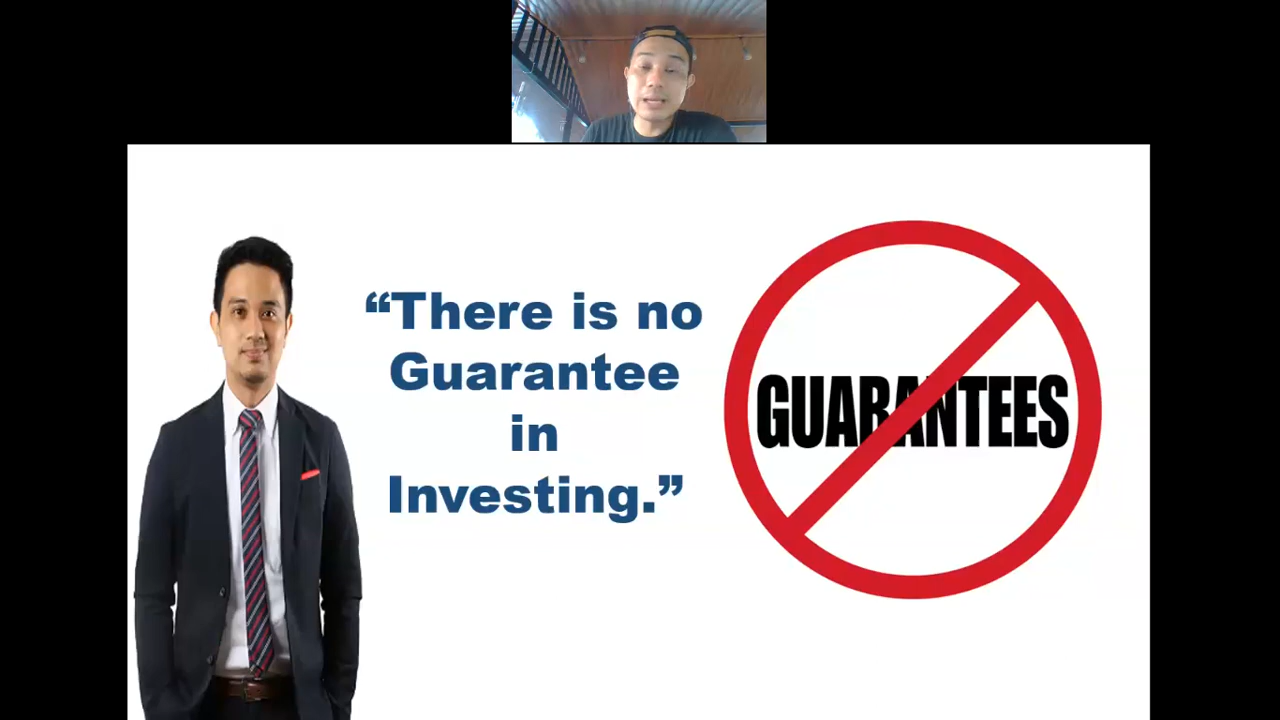 “There is no
Guarantee
in
Investing.”
GUARANTEES